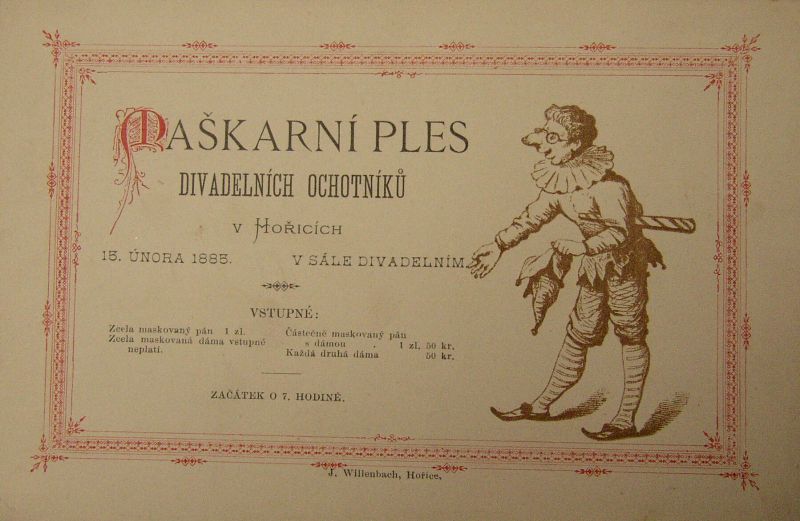 MAŠKARNÍ PLES
DIVADELNÍCH OCHOTNÍKŮ
V HOŘICÍCH
15. ÚNORA 1885. V SÁLE DIVADELNÍM.
VSTUPNÉ:
Zcela maskovaný pán 1 zl.
Zcela maskovaná dáma vstupné
neplatí.
Částečně maskovaný pán
s dámou . 1 zl. 50 kr.
Každá druhá dáma 50 kr.
ZAČÁTEK O 7. HODINĚ.
J. Willenbach, Hořice,